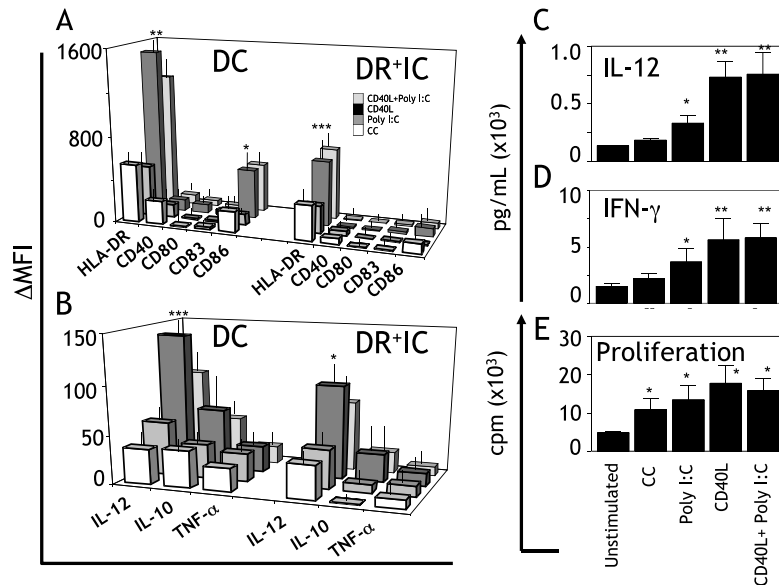 A
1600
**
DC
DR⁺IC
CD40L+Poly I:C
CD40L
Poly I:C
CC
800
*
***
0
HLA-DR
CD40
CD80
CD83
CD86
HLA-DR
CD40
CD80
CD83
CD86
ΔMFI
B
150
***
DC
DR⁺IC
100
*
50
0
IL-12
IL-10
TNF-α
IL-12
IL-10
TNF-α
C
1.0
IL-12
**
**
0.5
*
0
pg/mL (x10³)
D
10
IFN-γ
**
**
5
*
0
E
30
Proliferation
20
*
*
*
*
10
0
cpm (x10³)
Unstimulated
CC
Poly I:C
CD40L
CD40L+ Poly I:C